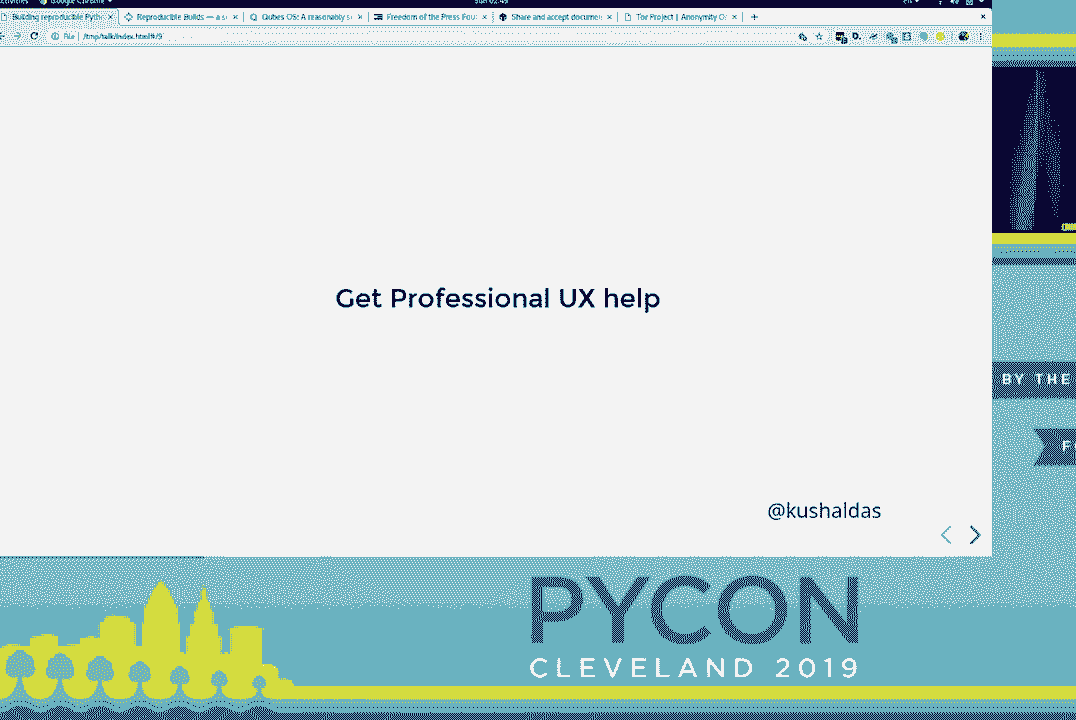 Google Chrome
Sun 02:49
Building reproducible Pyth
Reproducible Builds — a s
Qubes OS: A reasonably s
Freedom of the Press Fou
Share and accept docume
Tor Project | Anonymity O
File
/tmp/talk/index.html#/9
Get Professional UX help
@kushaldas
BY THE
PYCON
CLEVELAND 2019